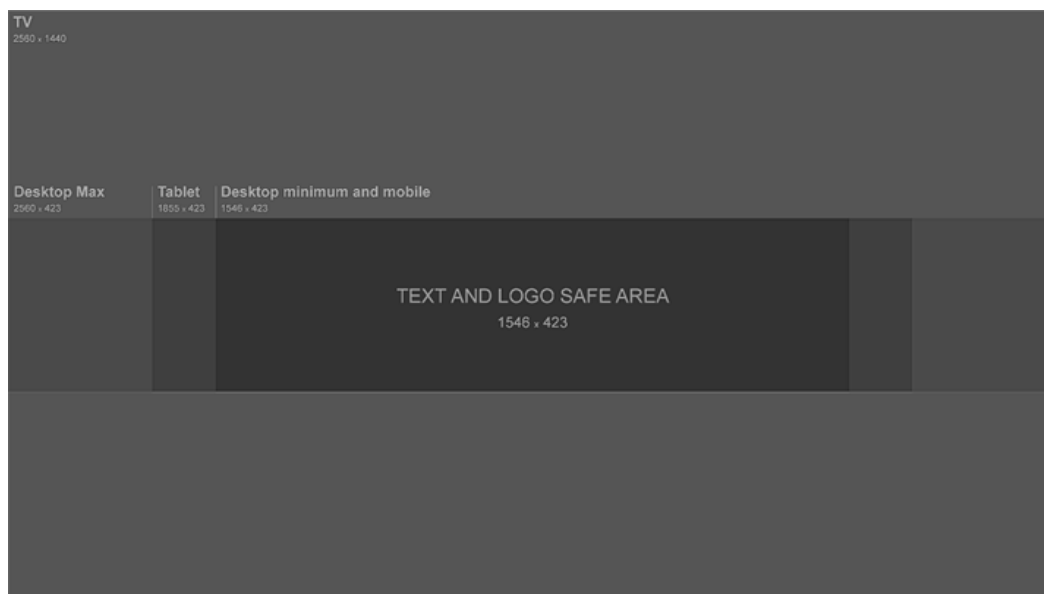 TV
2560 x 1440
Desktop Max
2560 x 423
Tablet
1855 x 423
Desktop minimum and mobile
1546 x 423
TEXT AND LOGO SAFE AREA
1546 x 423